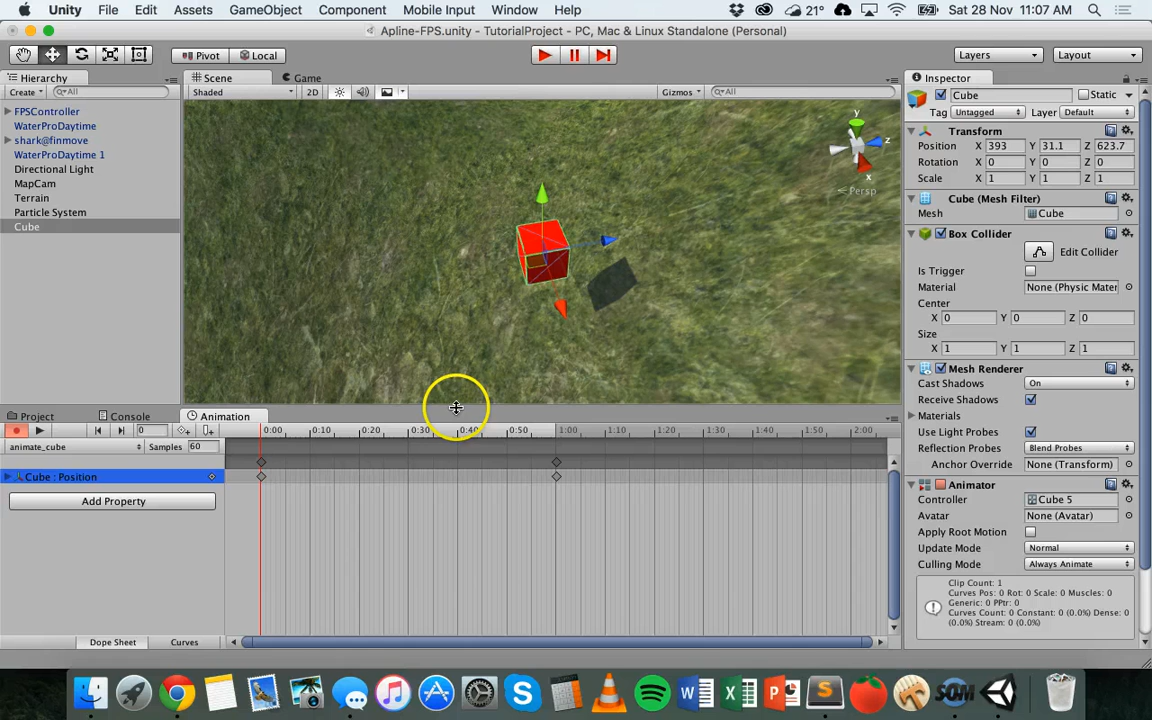 Unity File Edit Assets GameObject Component Mobile Input Window Help 21° Sat 28 Nov 11:07 AM
Apline-FPS.unity - TutorialProject - PC, Mac & Linux Standalone (Personal)
Pivot Local Layers Layout
Hierarchy
Create All
FPSController
WaterProDaytime
shark@finmove
WaterProDaytime 1
Directional Light
MapCam
Terrain
Particle System
Cube
Scene Game
Shaded 2D Gizmos All
y
z
x
Persp
Project Console Animation
0 0:00 0:10 0:20 0:30 0:40 0:50 1:00 1:10 1:20 1:30 1:40 1:50 2:00
animate_cube Samples 60
Cube : Position
Add Property
Dope Sheet Curves
Inspector
Cube Static
Tag Untagged Layer Default
Transform
Position X 393 Y 31.1 Z 623.7
Rotation X 0 Y 0 Z 0
Scale X 1 Y 1 Z 1
Cube (Mesh Filter)
Mesh Cube
Box Collider
Edit Collider
Is Trigger
Material None (Physic Mater
Center
X 0 Y 0 Z 0
Size
X 1 Y 1 Z 1
Mesh Renderer
Cast Shadows On
Receive Shadows
Materials
Use Light Probes
Reflection Probes Blend Probes
Anchor Override None (Transform)
Animator
Controller Cube 5
Avatar None (Avatar)
Apply Root Motion
Update Mode Normal
Culling Mode Always Animate
Clip Count: 1
Curves Pos: 0 Rot: 0 Scale: 0 Muscles: 0
Generic: 0 PPtr: 0
Curves Count: 0 Constant: 0 (0.0%) Dense: 0
(0.0%) Stream: 0 (0.0%)